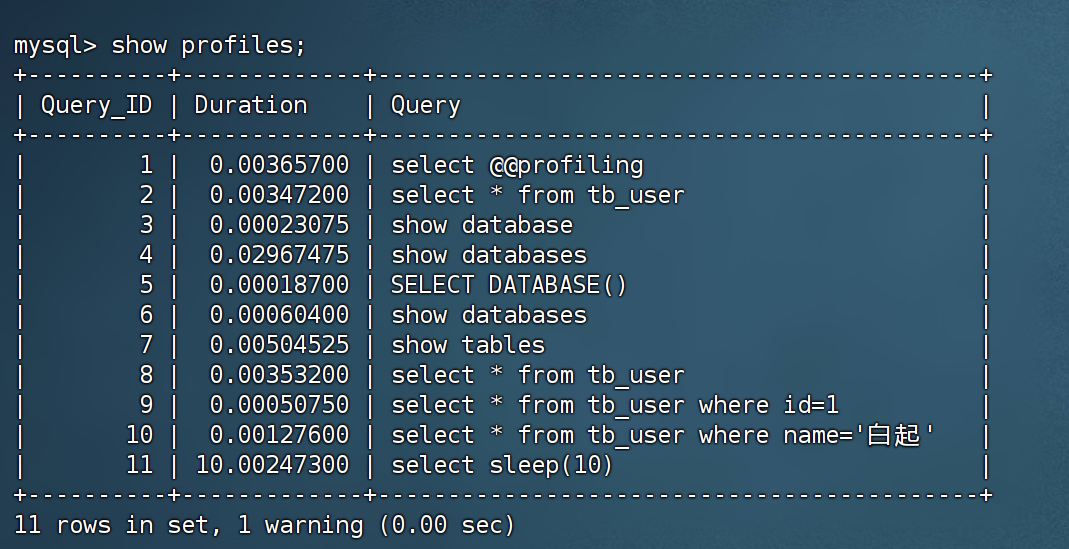 mysql> show profiles;
+----------+-------------+-------------------------------------------+
| Query_ID | Duration    | Query                                     |
+----------+-------------+-------------------------------------------+
|        1 |  0.00365700 | select @@profiling                        |
|        2 |  0.00347200 | select * from tb_user                     |
|        3 |  0.00023075 | show database                             |
|        4 |  0.02967475 | show databases                            |
|        5 |  0.00018700 | SELECT DATABASE()                         |
|        6 |  0.00060400 | show databases                            |
|        7 |  0.00504525 | show tables                               |
|        8 |  0.00353200 | select * from tb_user                     |
|        9 |  0.00050750 | select * from tb_user where id=1          |
|       10 |  0.00127600 | select * from tb_user where name='白起'   |
|       11 | 10.00247300 | select sleep(10)                          |
+----------+-------------+-------------------------------------------+
11 rows in set, 1 warning (0.00 sec)